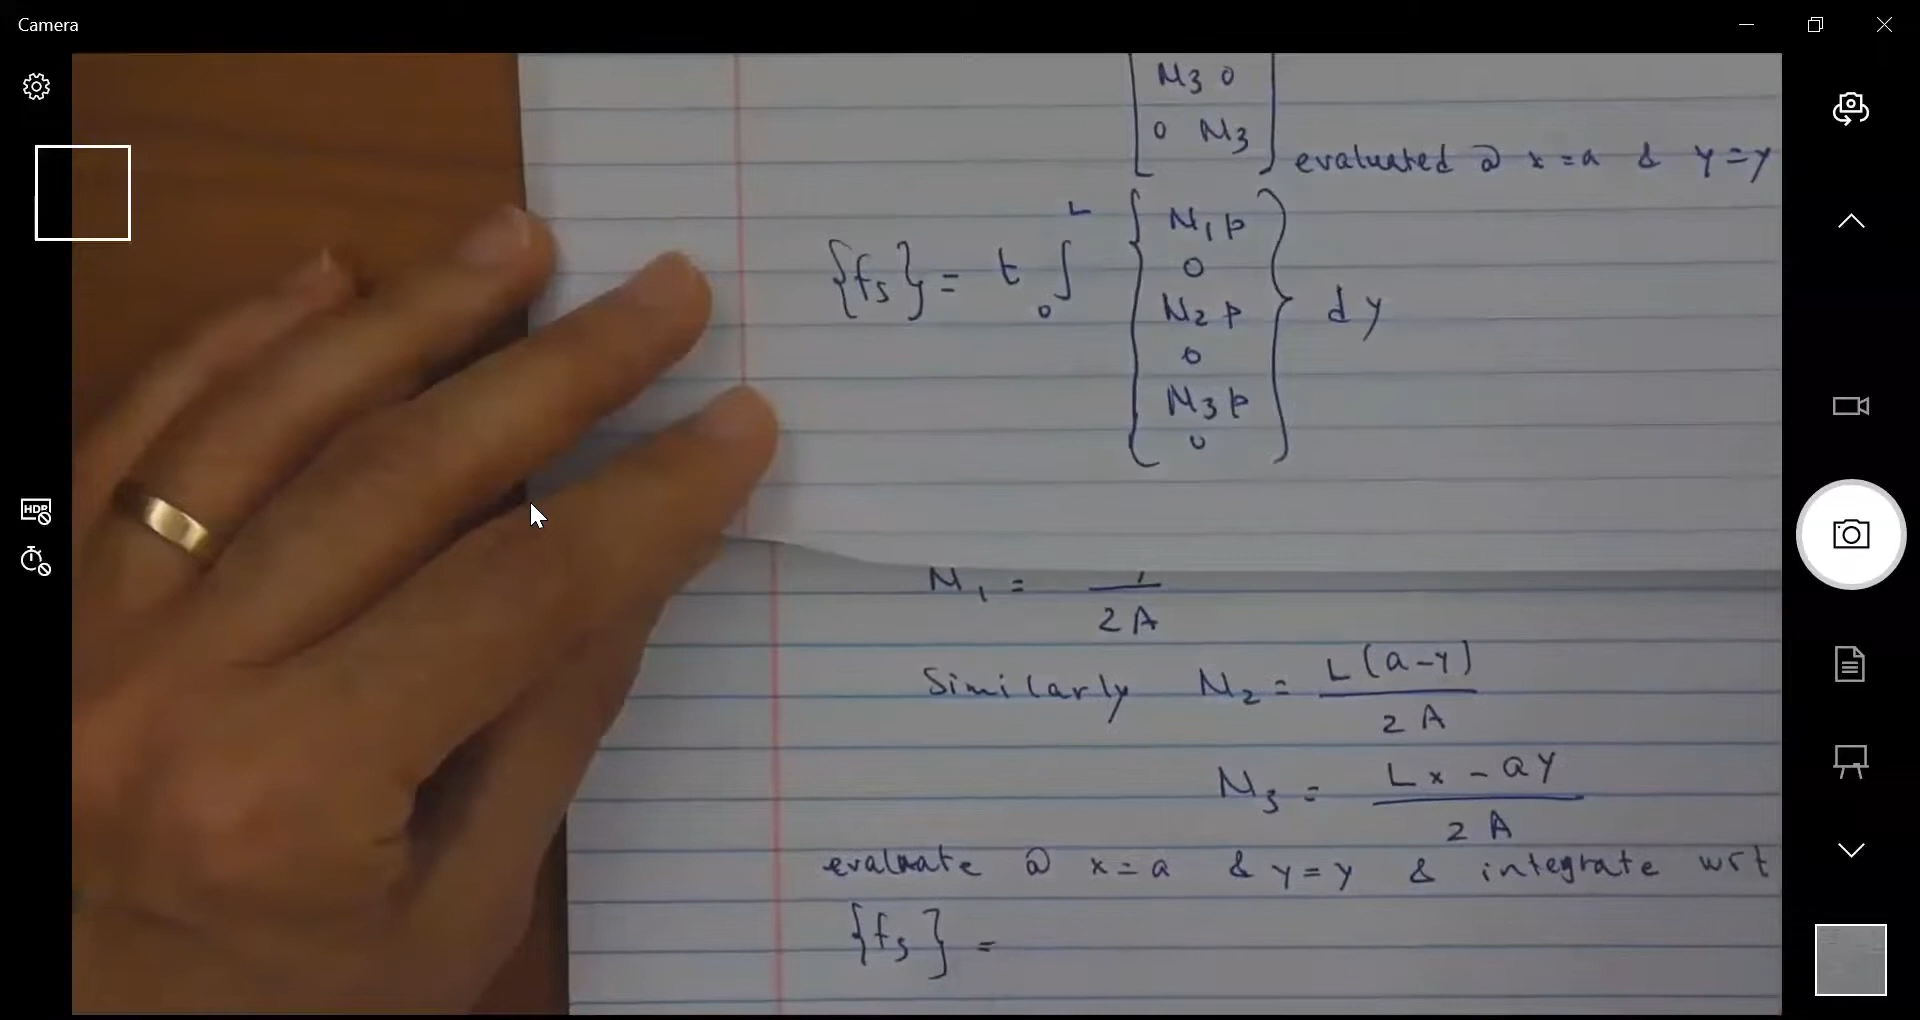 Camera
N3 0
0 N3
evaluated @ x = a & y = y
{fs} = t ∫ 0 L { N1 p
0
N2 p
0
N3 p
0 } dy
N1 =
2A
Similarly N2 = L(a-y)
2A
N3 = Lx - ay
2A
evaluate @ x = a & y = y & integrate wrt
{fs} =